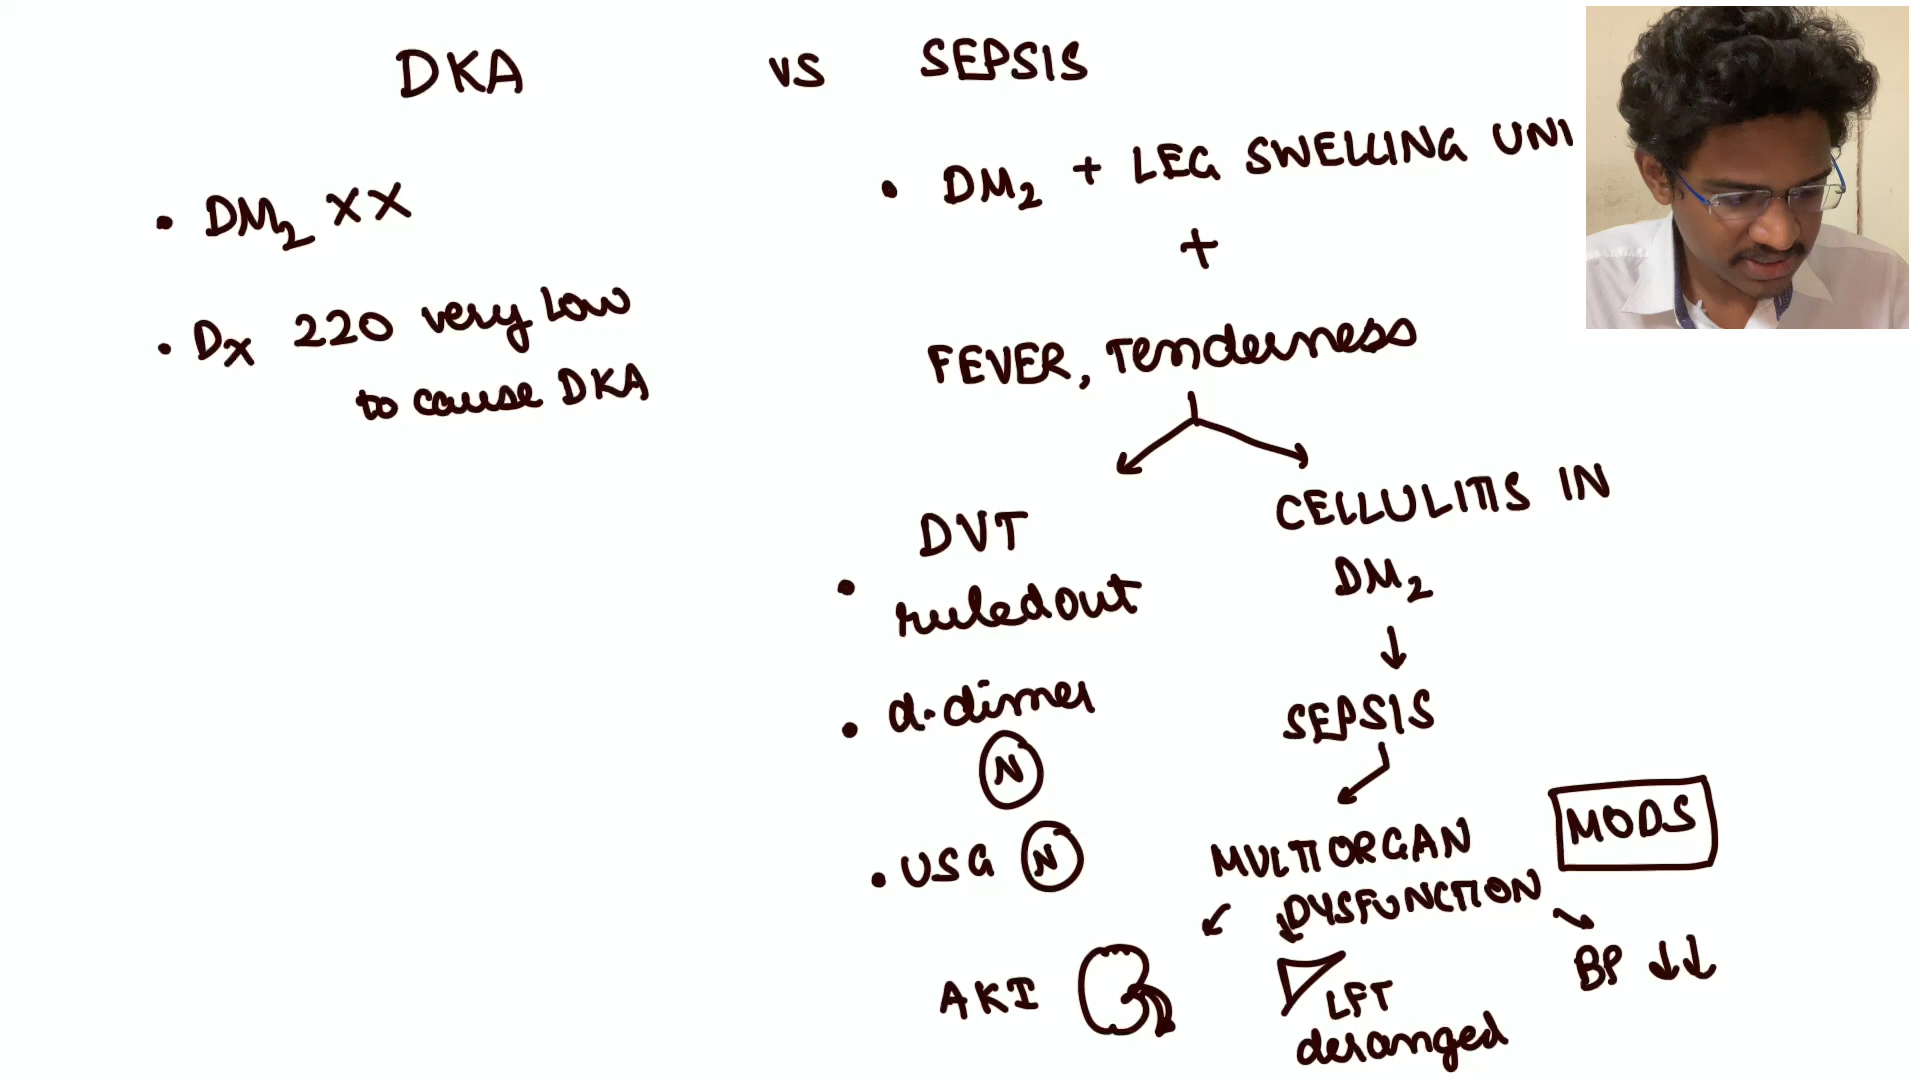 DKA vs SEPSIS
• DM2 XX
• Dx 220 very low
to cause DKA
• DM2 + LEG SWELLING UNI
+
FEVER, Tenderness
DVT
• ruledout
• d-dimer
N
• USG N
CELLULITIS IN
DM2
↓
SEPSIS
MULTIORGAN
DYSFUNCTION
MODS
AKI
LFT
deranged
BP ↓↓